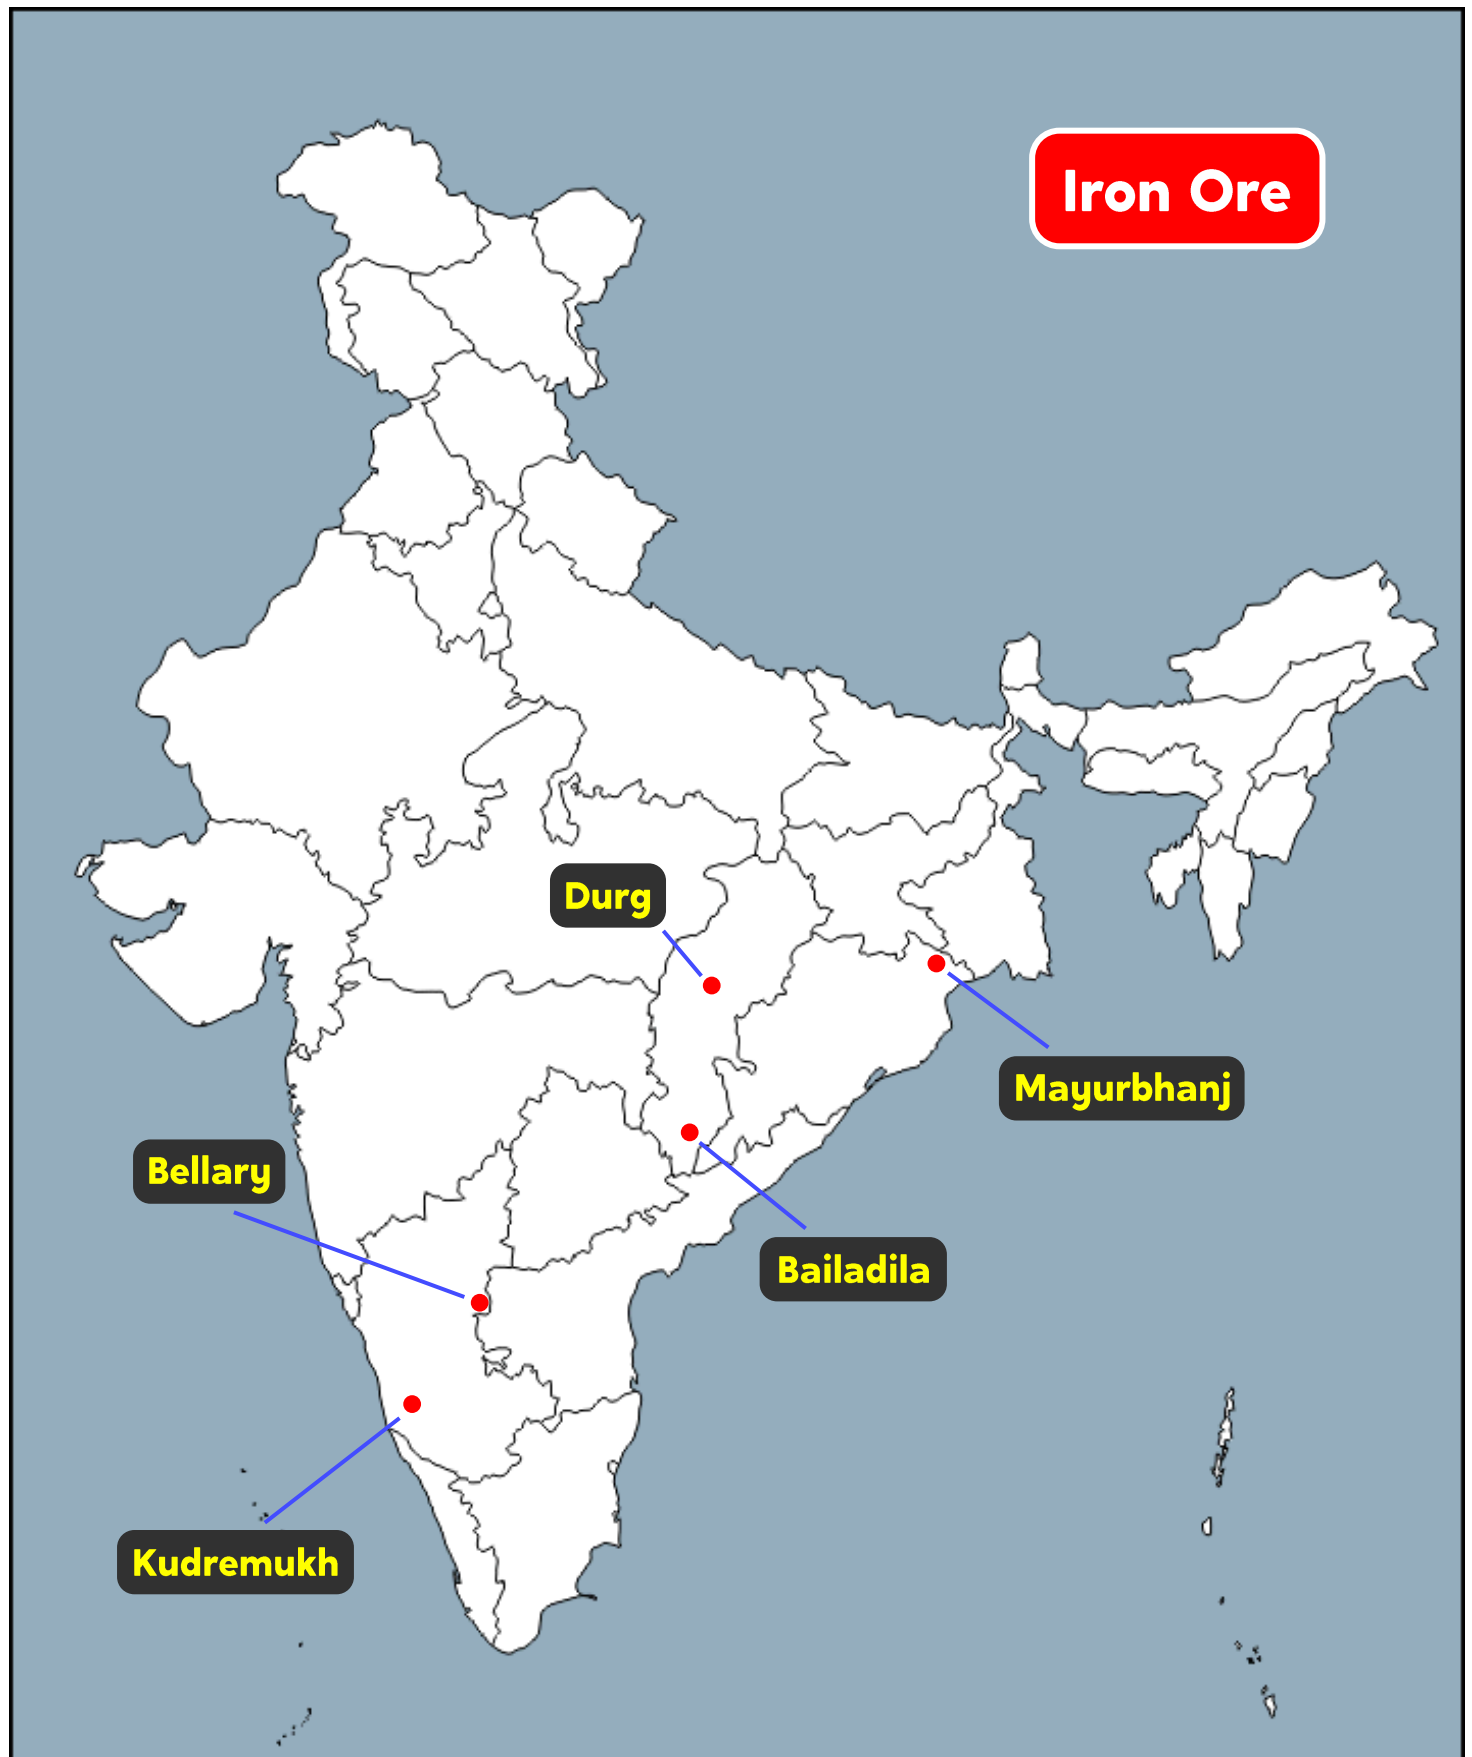 Iron Ore
Durg
Mayurbhanj
Bellary
Bailadila
Kudremukh